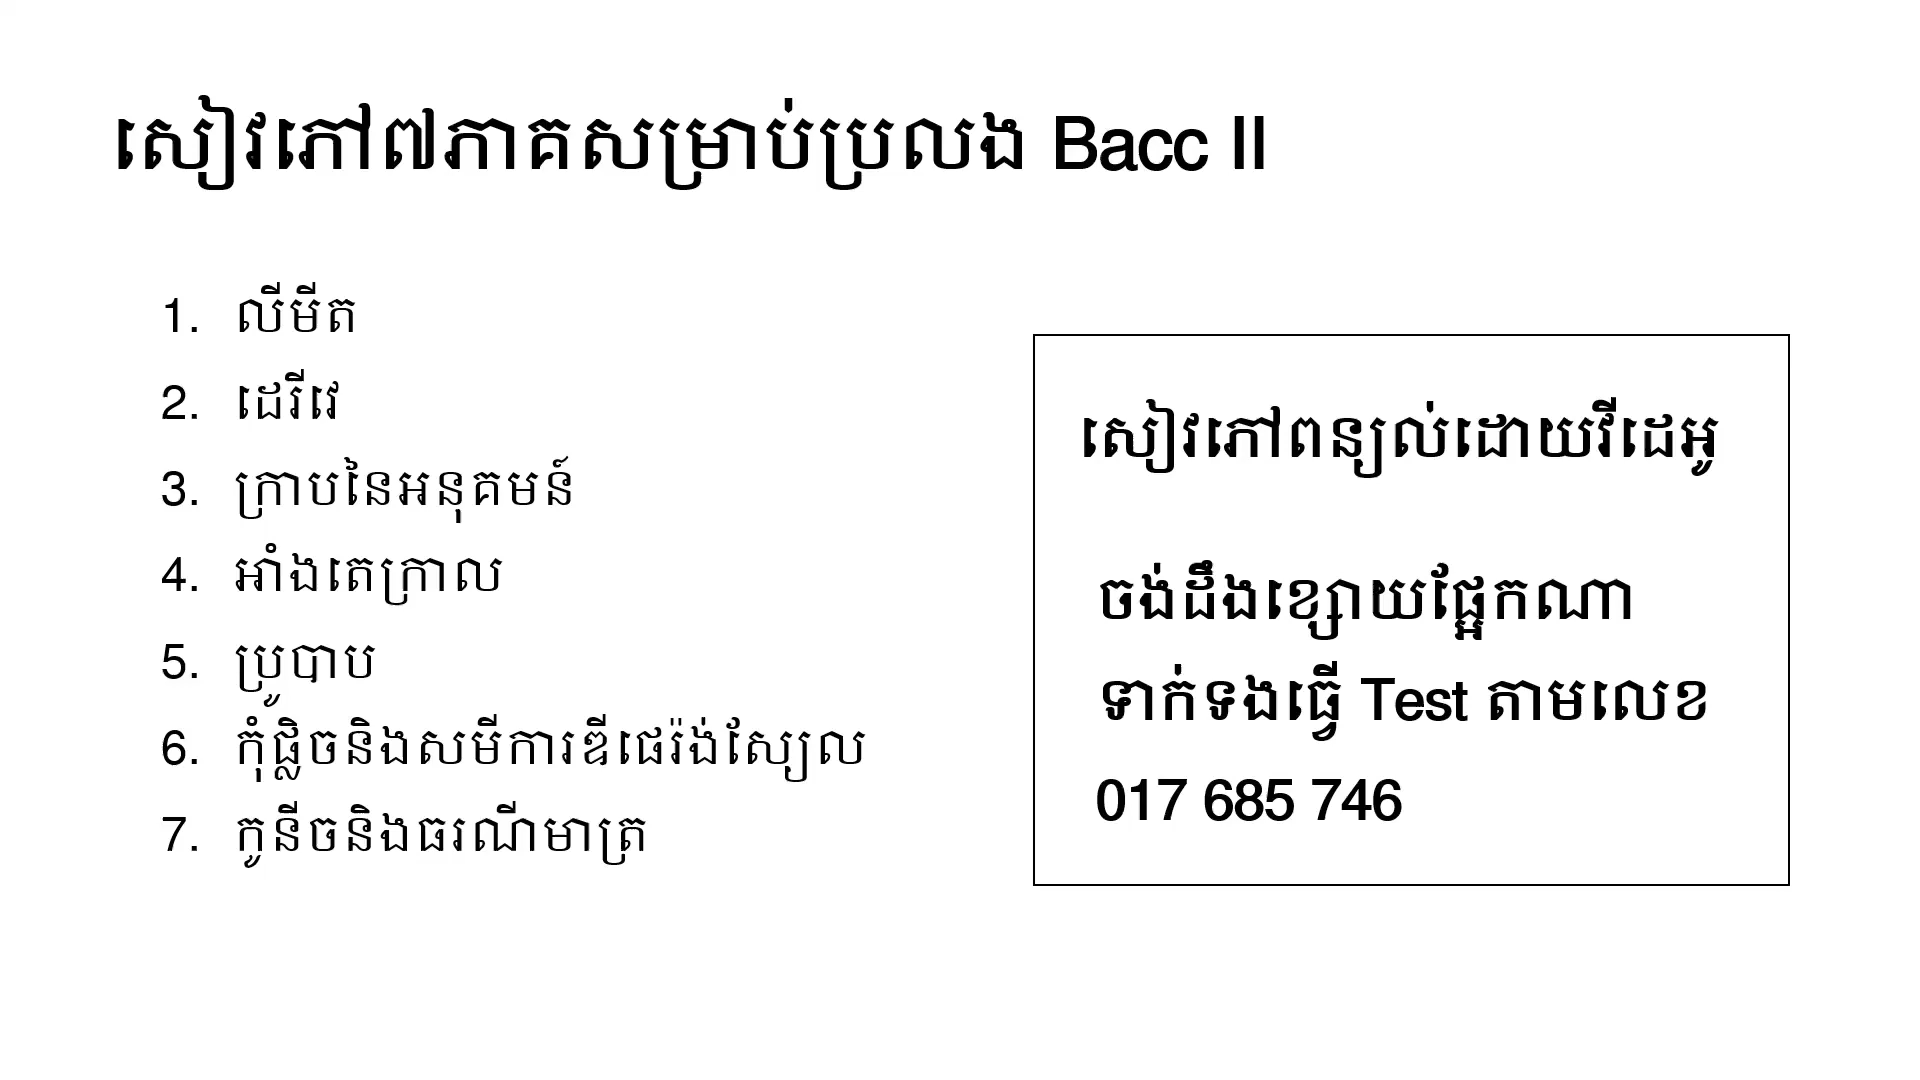 សៀវភៅ៧ភាគសម្រាប់ប្រលង Bacc II
1. លីមីត
2. ដេរីវេ
3. ក្រាបនៃអនុគមន៍
4. អាំងតេក្រាល
5. ប្រូបាប
6. កុំផ្លិចនិងសមីការឌីផេរ៉ង់ស្យែល
7. កូនីចនិងធរណីមាត្រ
សៀវភៅពន្យល់ដោយវីដេអូ
ចង់ដឹងខ្សោយផ្អែកណា
ទាក់ទងធ្វើ Test តាមលេខ
017 685 746